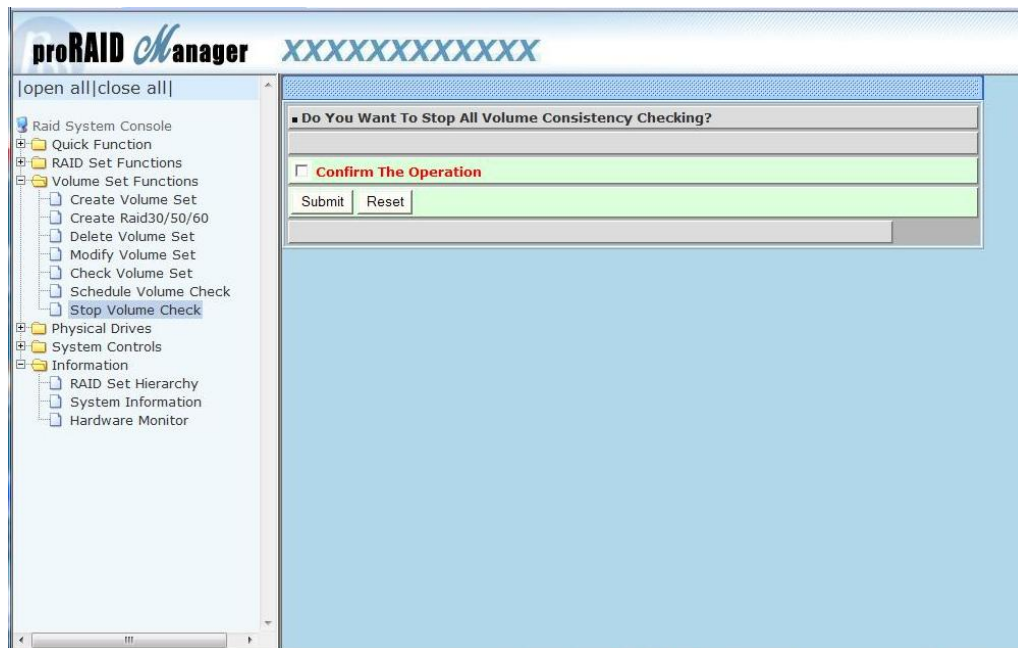 proRAID Manager
XXXXXXXXXXXX
|open all|close all|
Raid System Console
Quick Function
RAID Set Functions
Volume Set Functions
Create Volume Set
Create Raid30/50/60
Delete Volume Set
Modify Volume Set
Check Volume Set
Schedule Volume Check
Stop Volume Check
Physical Drives
System Controls
Information
RAID Set Hierarchy
System Information
Hardware Monitor
Do You Want To Stop All Volume Consistency Checking?
Confirm The Operation
Submit Reset